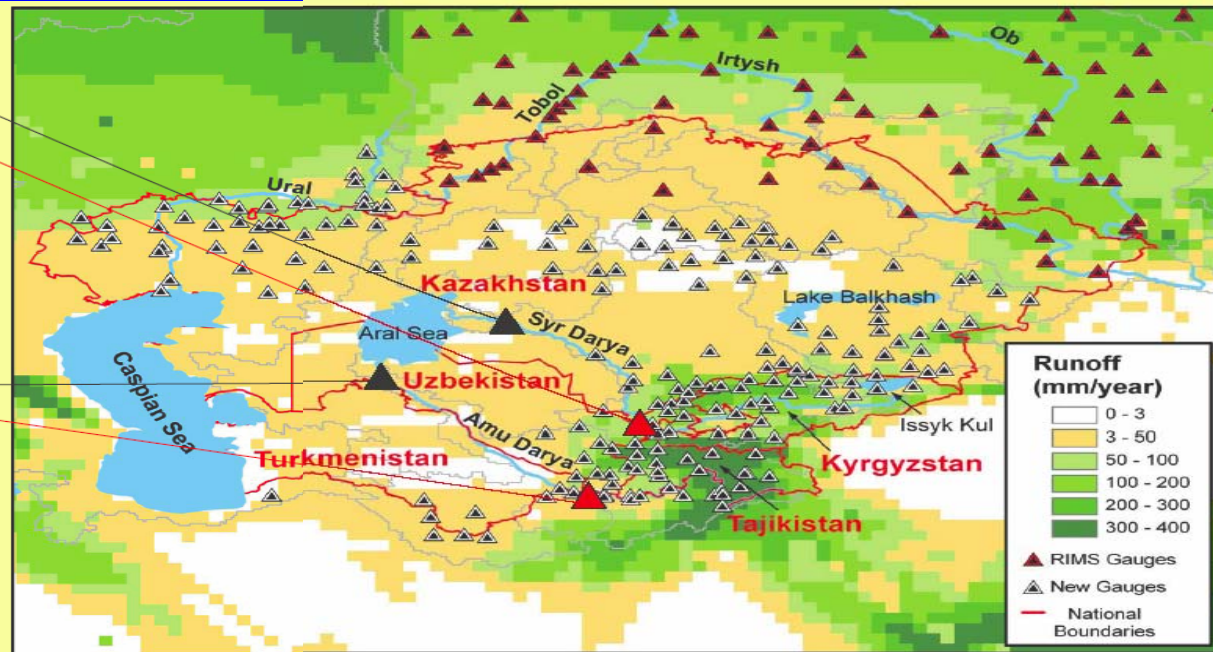 Ob
Irtysh
Tobol
Ural
Kazakhstan
Lake Balkhash
Aral Sea
Syr Darya
Caspian Sea
Uzbekistan
Amu Darya
Issyk Kul
Turkmenistan
Kyrgyzstan
Tajikistan
Runoff
(mm/year)
0 - 3
3 - 50
50 - 100
100 - 200
200 - 300
300 - 400
RIMS Gauges
New Gauges
National
Boundaries